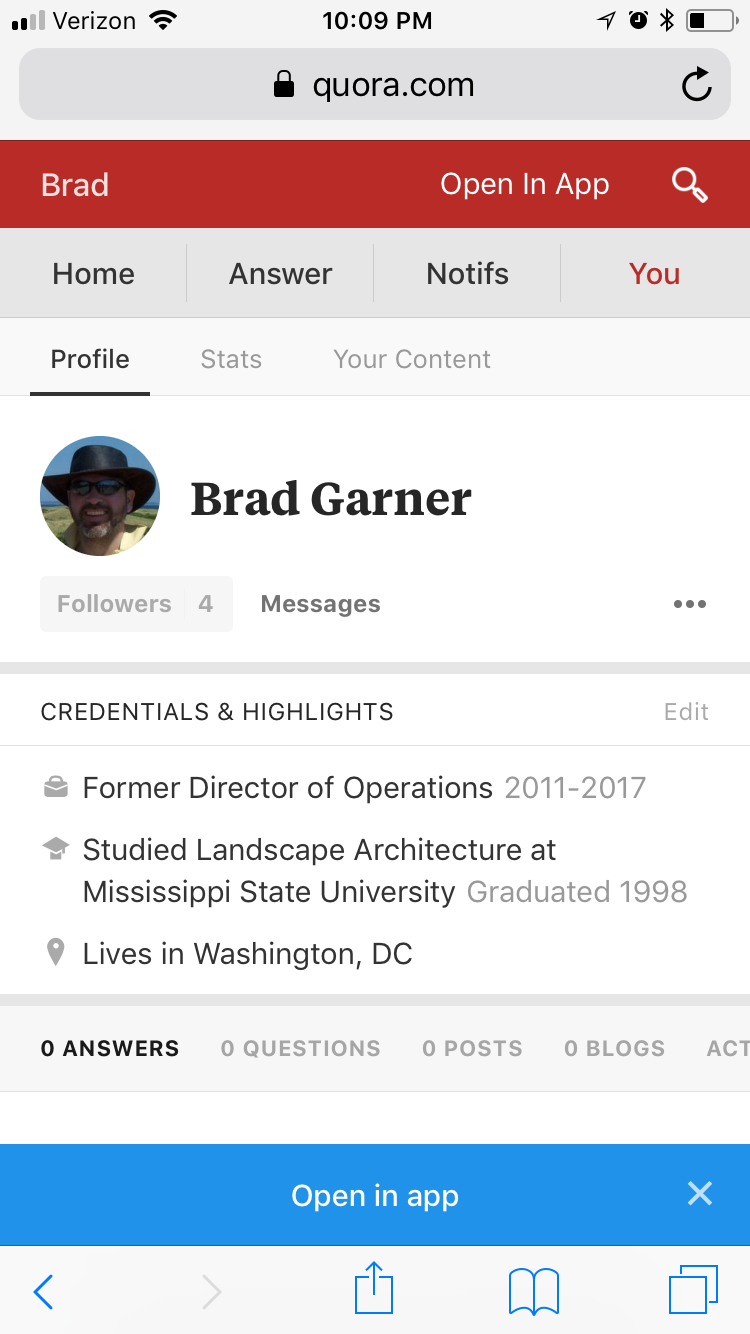 Verizon 10:09 PM
quora.com
Brad Open In App
Home Answer Notifs You
Profile Stats Your Content
Brad Garner
Followers 4 Messages
CREDENTIALS & HIGHLIGHTS Edit
Former Director of Operations 2011-2017
Studied Landscape Architecture at
Mississippi State University Graduated 1998
Lives in Washington, DC
0 ANSWERS 0 QUESTIONS 0 POSTS 0 BLOGS ACT
Open in app